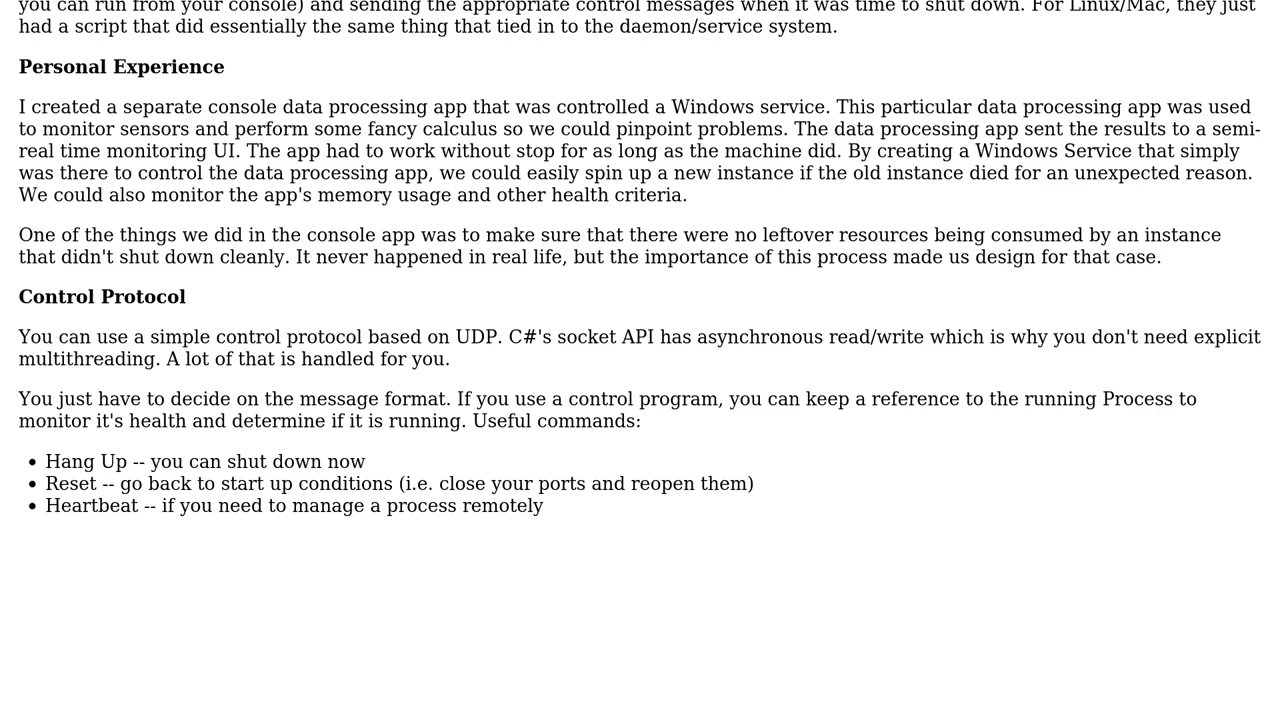 you can run from your console) and sending the appropriate control messages when it was time to shut down. For Linux/Mac, they just
had a script that did essentially the same thing that tied in to the daemon/service system.
Personal Experience
I created a separate console data processing app that was controlled a Windows service. This particular data processing app was used
to monitor sensors and perform some fancy calculus so we could pinpoint problems. The data processing app sent the results to a semi-
real time monitoring UI. The app had to work without stop for as long as the machine did. By creating a Windows Service that simply
was there to control the data processing app, we could easily spin up a new instance if the old instance died for an unexpected reason.
We could also monitor the app's memory usage and other health criteria.
One of the things we did in the console app was to make sure that there were no leftover resources being consumed by an instance
that didn't shut down cleanly. It never happened in real life, but the importance of this process made us design for that case.
Control Protocol
You can use a simple control protocol based on UDP. C#'s socket API has asynchronous read/write which is why you don't need explicit
multithreading. A lot of that is handled for you.
You just have to decide on the message format. If you use a control program, you can keep a reference to the running Process to
monitor it's health and determine if it is running. Useful commands:
• Hang Up -- you can shut down now
• Reset -- go back to start up conditions (i.e. close your ports and reopen them)
• Heartbeat -- if you need to manage a process remotely